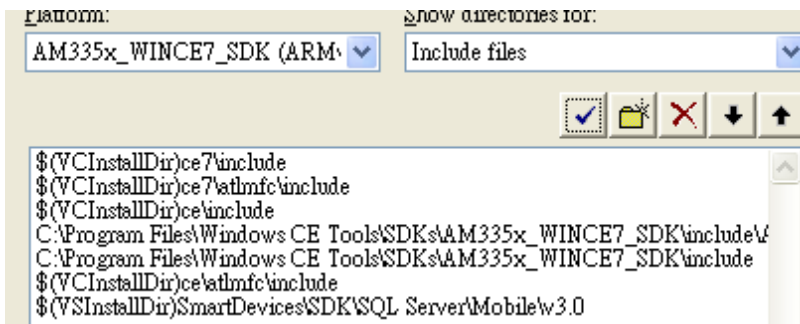 Platform: Show directories for:
AM335x_WINCE7_SDK (ARM Include files
$(VCInstallDir)ce7\include
$(VCInstallDir)ce7\atlmfc\include
$(VCInstallDir)ce\include
C:\Program Files\Windows CE Tools\SDKs\AM335x_WINCE7_SDK\include\A
C:\Program Files\Windows CE Tools\SDKs\AM335x_WINCE7_SDK\include
$(VCInstallDir)ce\atlmfc\include
$(VSInstallDir)SmartDevices\SDK\SQL Server\Mobile\v3.0